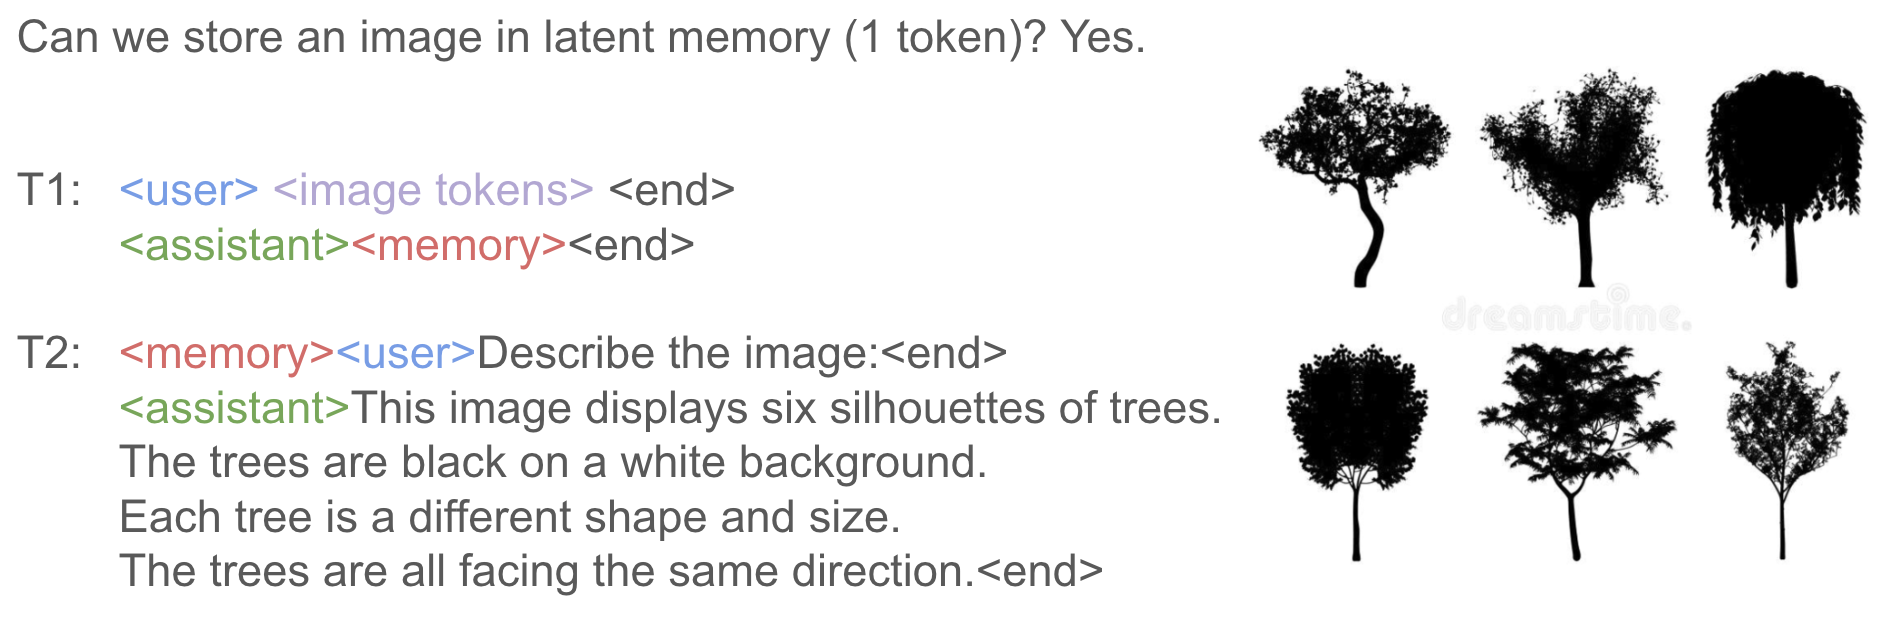 Can we store an image in latent memory (1 token)? Yes.
T1: <user> <image tokens> <end>
<assistant><memory><end>
T2: <memory><user>Describe the image:<end>
<assistant>This image displays six silhouettes of trees.
The trees are black on a white background.
Each tree is a different shape and size.
The trees are all facing the same direction.<end>
dreamstime.